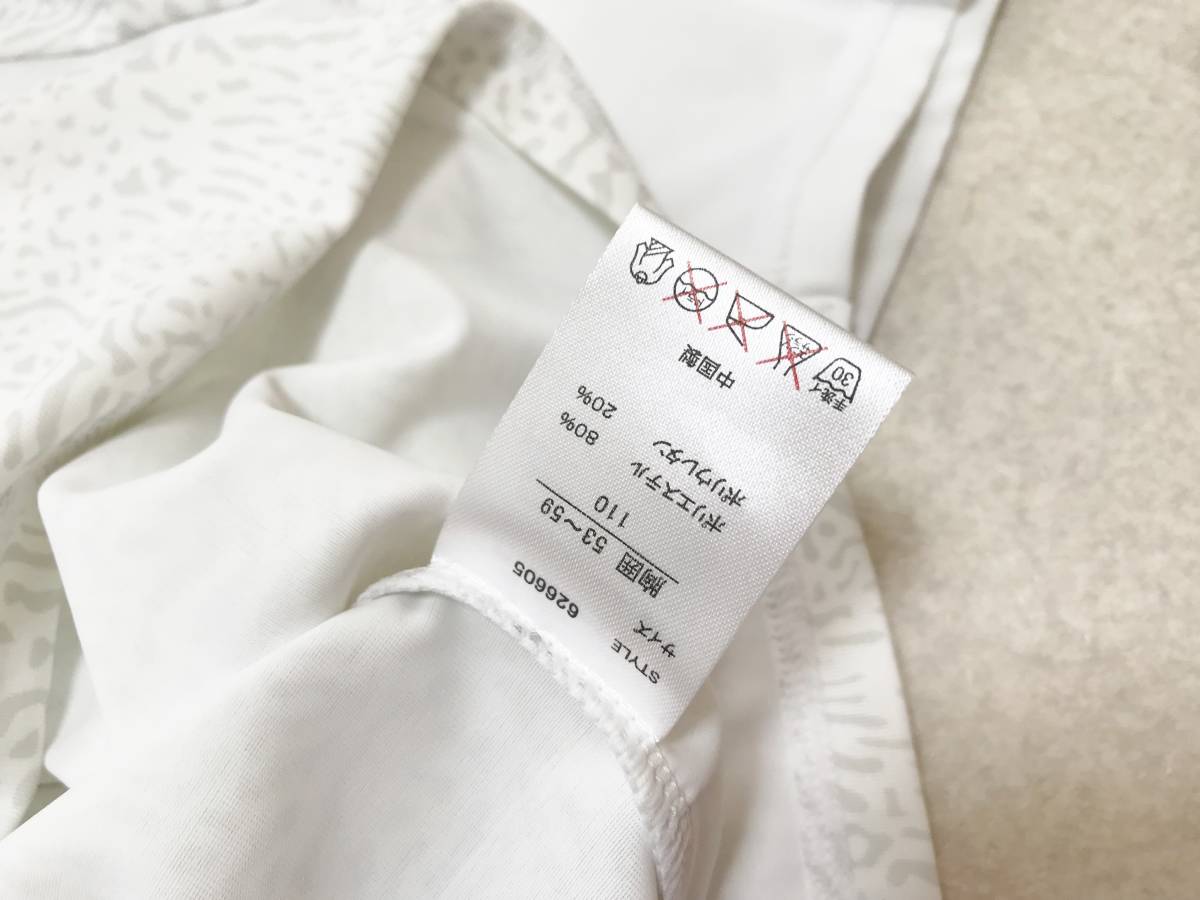 STYLE 626605
サイズ
胸囲 53~59
110
ポリエステル 80%
ポリウレタン 20%
中国製
手洗イ
30